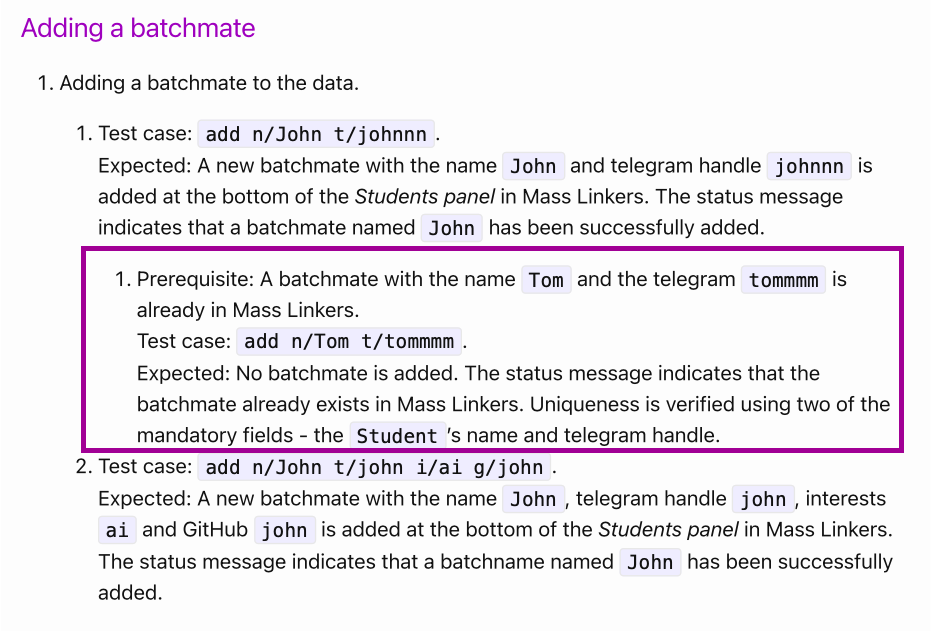 Adding a batchmate
1. Adding a batchmate to the data.
1. Test case: add n/John t/johnnn.
Expected: A new batchmate with the name John and telegram handle johnnn is
added at the bottom of the Students panel in Mass Linkers. The status message
indicates that a batchmate named John has been successfully added.
1. Prerequisite: A batchmate with the name Tom and the telegram tommmm is
already in Mass Linkers.
Test case: add n/Tom t/tommmm.
Expected: No batchmate is added. The status message indicates that the
batchmate already exists in Mass Linkers. Uniqueness is verified using two of the
mandatory fields - the Student’s name and telegram handle.
2. Test case: add n/John t/john i/ai g/john.
Expected: A new batchmate with the name John, telegram handle john, interests
ai and GitHub john is added at the bottom of the Students panel in Mass Linkers.
The status message indicates that a batchname named John has been successfully
added.